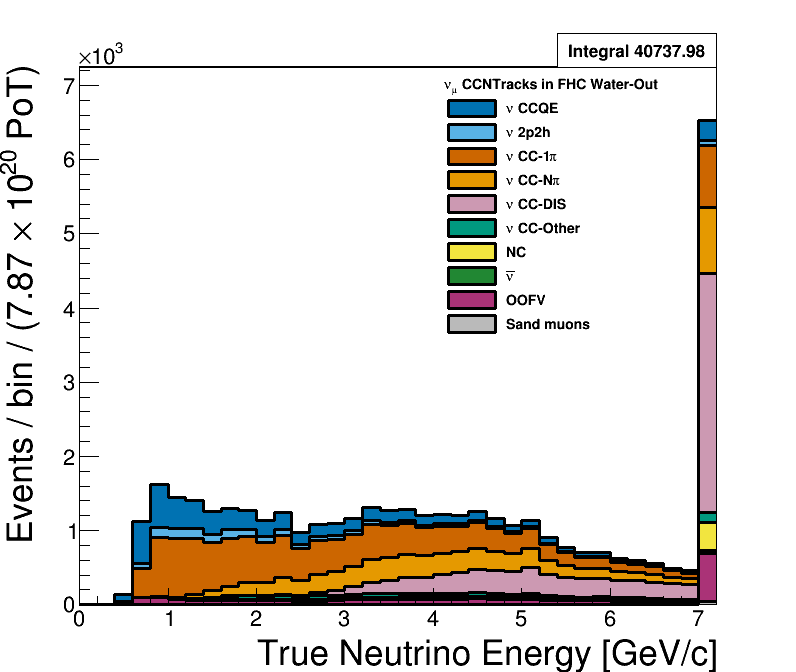 Integral 40737.98
×10³
ν_μ CCNTracks in FHC Water-Out
ν CCQE
ν 2p2h
ν CC-1π
ν CC-Nπ
ν CC-DIS
ν CC-Other
NC
ν̅
OOFV
Sand muons
Events / bin / (7.87 × 10²⁰ PoT)
7
6
5
4
3
2
1
0
0 1 2 3 4 5 6 7
True Neutrino Energy [GeV/c]